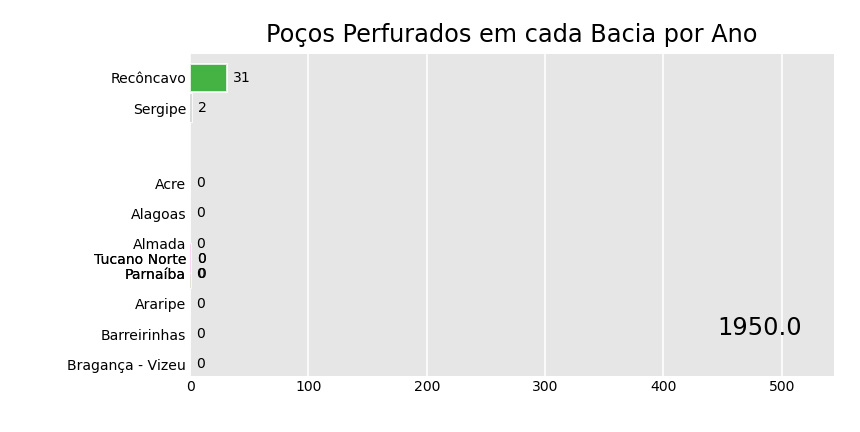 Poços Perfurados em cada Bacia por Ano
Recôncavo 31
Sergipe 2
Acre 0
Alagoas 0
Almada 0
Tucano Norte 0
Parnaíba 0
Araripe 0
Barreirinhas 0
1950.0
Bragança - Vizeu 0
0 100 200 300 400 500